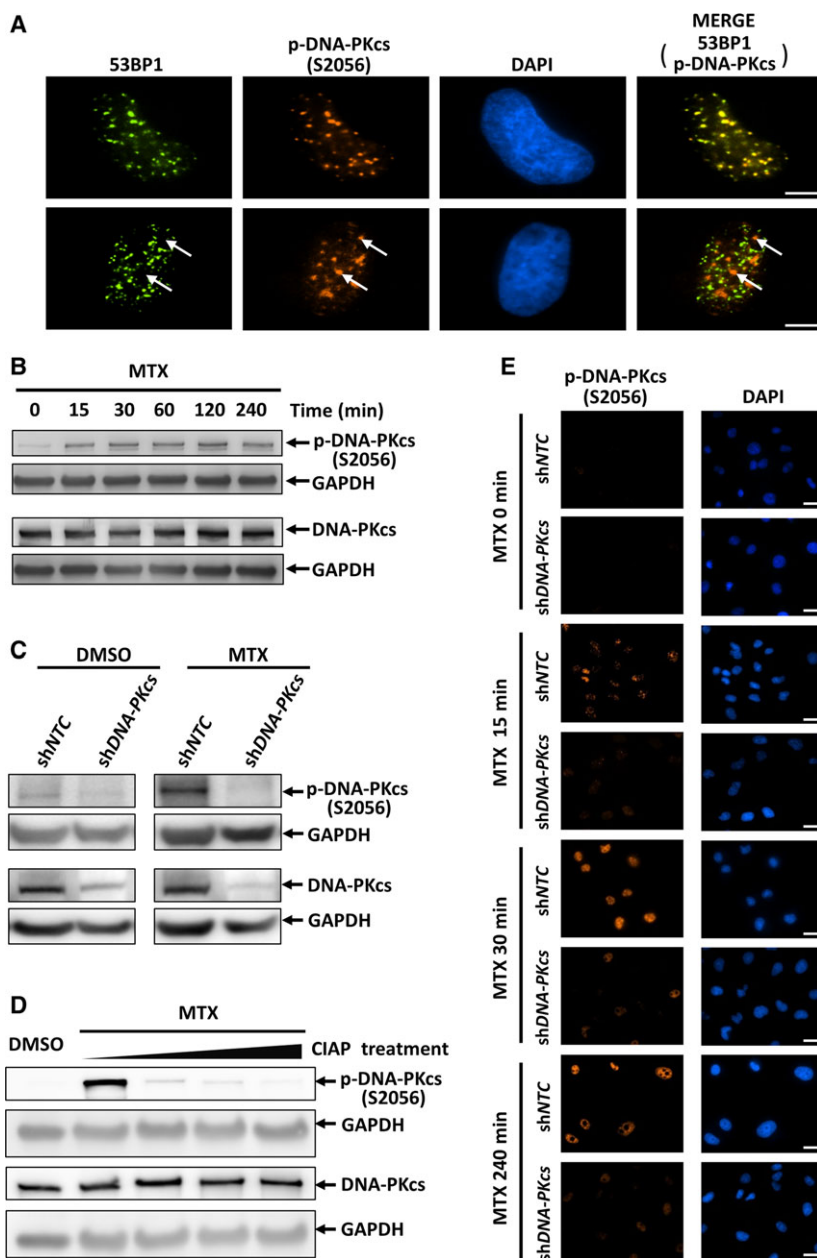 A
53BP1
p-DNA-PKcs
(S2056)
DAPI
MERGE
( 53BP1 )
p-DNA-PKcs
B
MTX
0 15 30 60 120 240 Time (min)
p-DNA-PKcs
(S2056)
GAPDH
DNA-PKcs
GAPDH
C
DMSO MTX
shNTC shDNA-PKcs shNTC shDNA-PKcs
p-DNA-PKcs
(S2056)
GAPDH
DNA-PKcs
GAPDH
D
MTX
DMSO
CIAP treatment
p-DNA-PKcs
(S2056)
GAPDH
DNA-PKcs
GAPDH
E
p-DNA-PKcs
(S2056)
DAPI
MTX 0 min
shNTC
shDNA-PKcs
MTX 15 min
shNTC
shDNA-PKcs
MTX 30 min
shNTC
shDNA-PKcs
MTX 240 min
shNTC
shDNA-PKcs